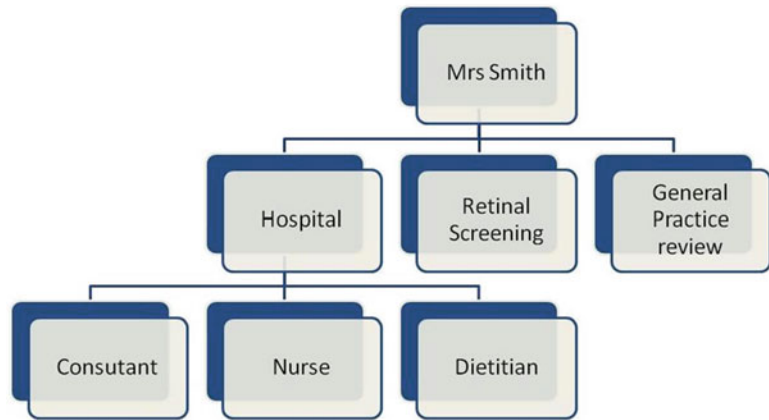 Mrs Smith
Hospital
Retinal
Screening
General
Practice
review
Consutant
Nurse
Dietitian